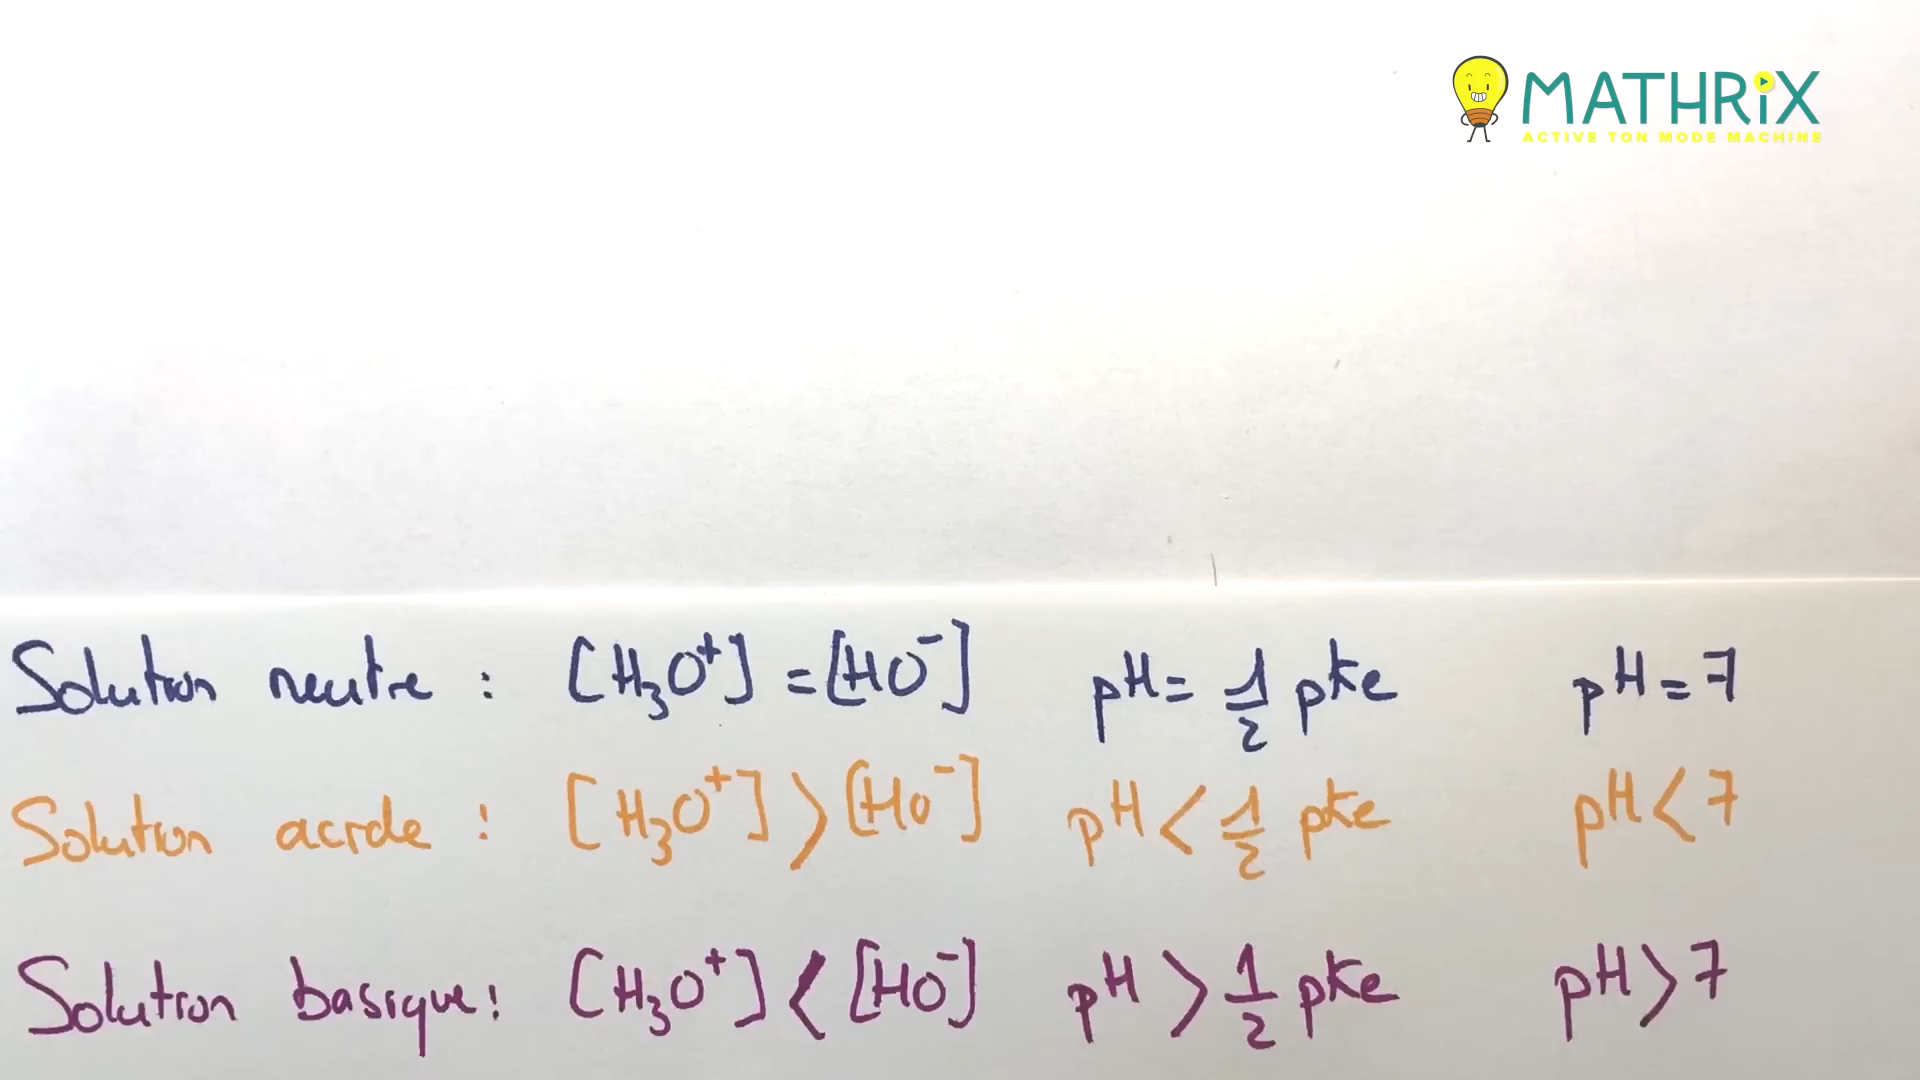 MATHRiX
ACTIVE TON MODE MACHINE
Solution neutre : [H₃O⁺] = [HO⁻] pH = 1/2 pKe pH = 7
Solution acide : [H₃O⁺] > [HO⁻] pH < 1/2 pKe pH < 7
Solution basique : [H₃O⁺] < [HO⁻] pH > 1/2 pKe pH > 7